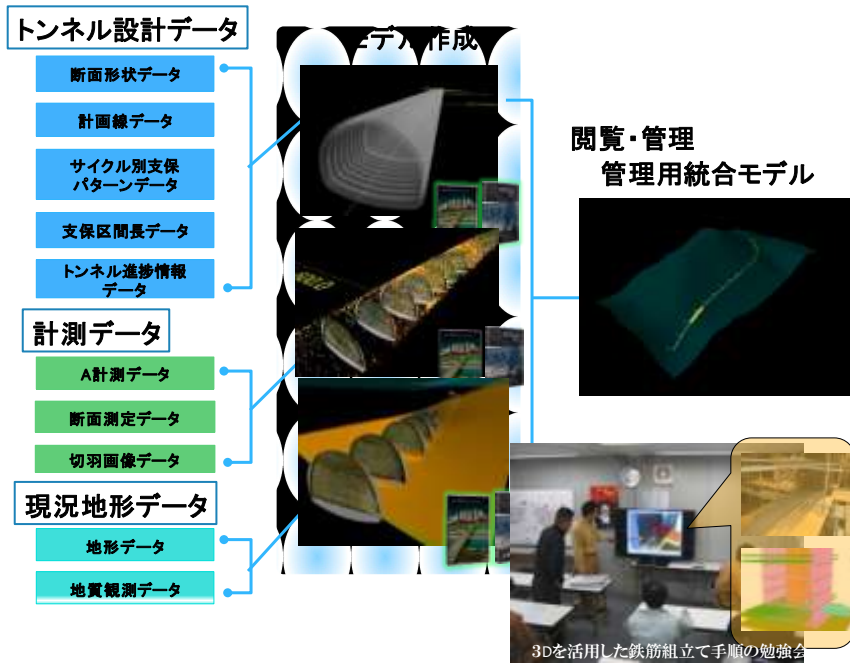 トンネル設計データ
断面形状データ
計画線データ
サイクル別支保
パターンデータ
支保区間長データ
トンネル進捗情報
データ
計測データ
A計測データ
断面測定データ
切羽画像データ
現況地形データ
地形データ
地質観測データ
モデル作成
閲覧・管理
管理用統合モデル
3Dを活用した鉄筋組立て手順の勉強会